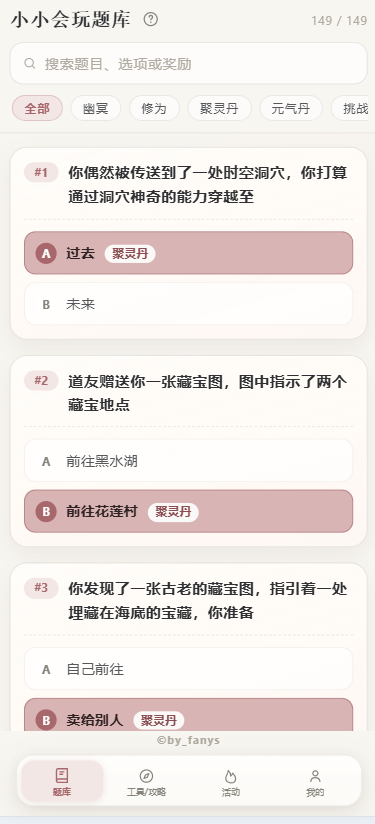 小小会玩题库 ?
149 / 149
搜索题目、选项或奖励
全部 幽冥 修为 聚灵丹 元气丹 挑战
#1 你偶然被传送到了一处时空洞穴，你打算
通过洞穴神奇的能力穿越至
A 过去 聚灵丹
B 未来
#2 道友赠送你一张藏宝图，图中指示了两个
藏宝地点
A 前往黑水湖
B 前往花莲村 聚灵丹
#3 你发现了一张古老的藏宝图，指引着一处
埋藏在海底的宝藏，你准备
A 自己前往
B 卖给别人 聚灵丹
©by_fanys
题库 工具/攻略 活动 我的